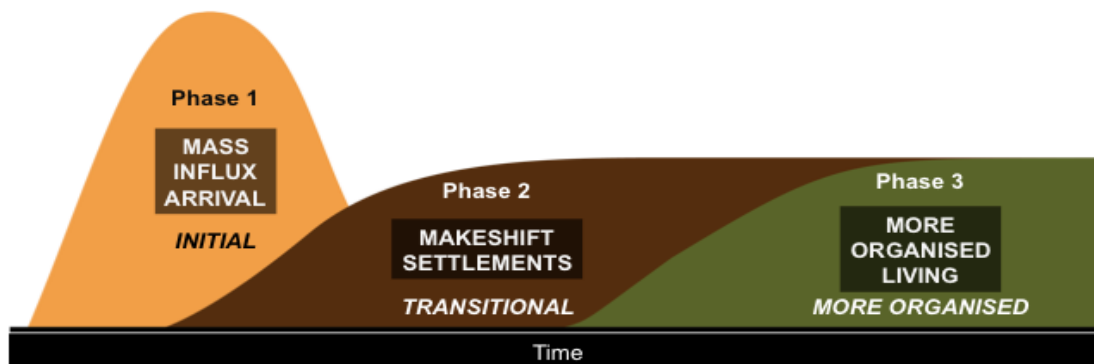 Phase 1
MASS
INFLUX
ARRIVAL
INITIAL
Phase 2
MAKESHIFT
SETTLEMENTS
TRANSITIONAL
Phase 3
MORE
ORGANISED
LIVING
MORE ORGANISED
Time